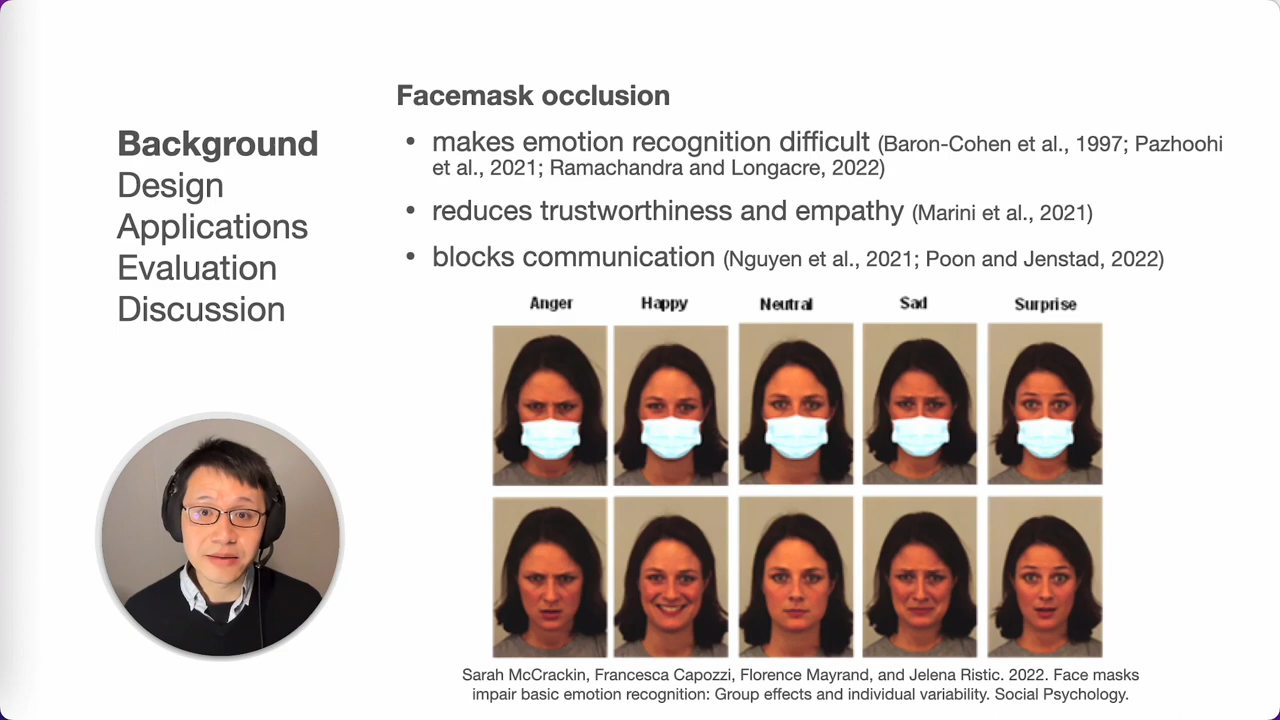 Background
Design
Applications
Evaluation
Discussion
Facemask occlusion
• makes emotion recognition difficult (Baron-Cohen et al., 1997; Pazhoohi
et al., 2021; Ramachandra and Longacre, 2022)
• reduces trustworthiness and empathy (Marini et al., 2021)
• blocks communication (Nguyen et al., 2021; Poon and Jenstad, 2022)
Anger Happy Neutral Sad Surprise
Sarah McCrackin, Francesca Capozzi, Florence Mayrand, and Jelena Ristic. 2022. Face masks
impair basic emotion recognition: Group effects and individual variability. Social Psychology.